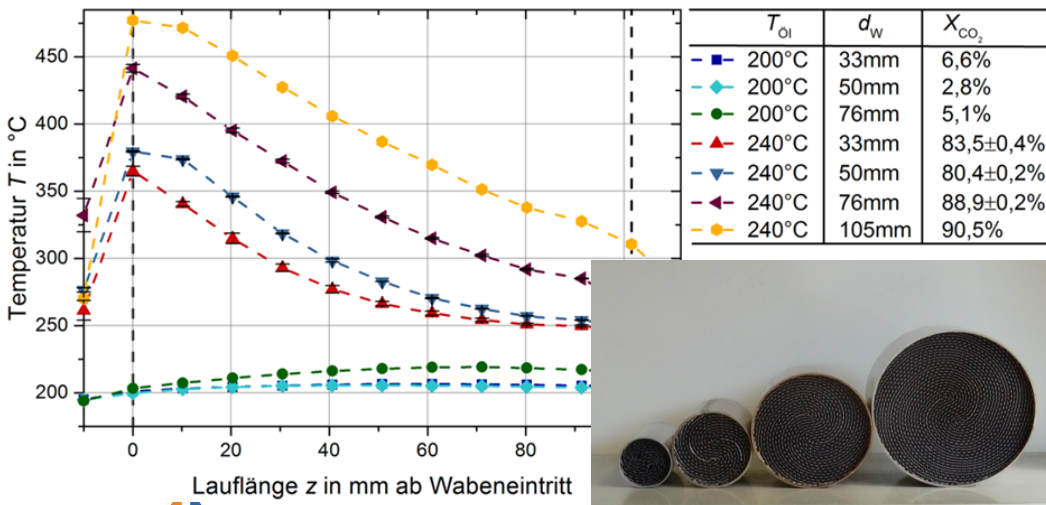 450
400
350
300
250
200
Temperatur T in °C
0
20
40
60
80
Lauflänge z in mm ab Wabeneintritt
T_Öl d_W X_CO₂
200°C 33mm 6,6%
200°C 50mm 2,8%
200°C 76mm 5,1%
240°C 33mm 83,5±0,4%
240°C 50mm 80,4±0,2%
240°C 76mm 88,9±0,2%
240°C 105mm 90,5%